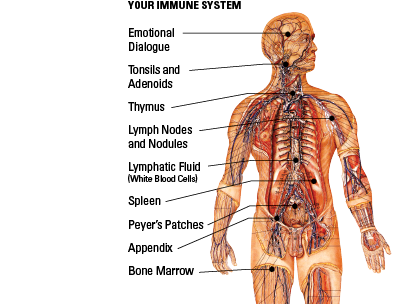 YOUR IMMUNE SYSTEM
Emotional
Dialogue
Tonsils and
Adenoids
Thymus
Lymph Nodes
and Nodules
Lymphatic Fluid
(White Blood Cells)
Spleen
Peyer's Patches
Appendix
Bone Marrow